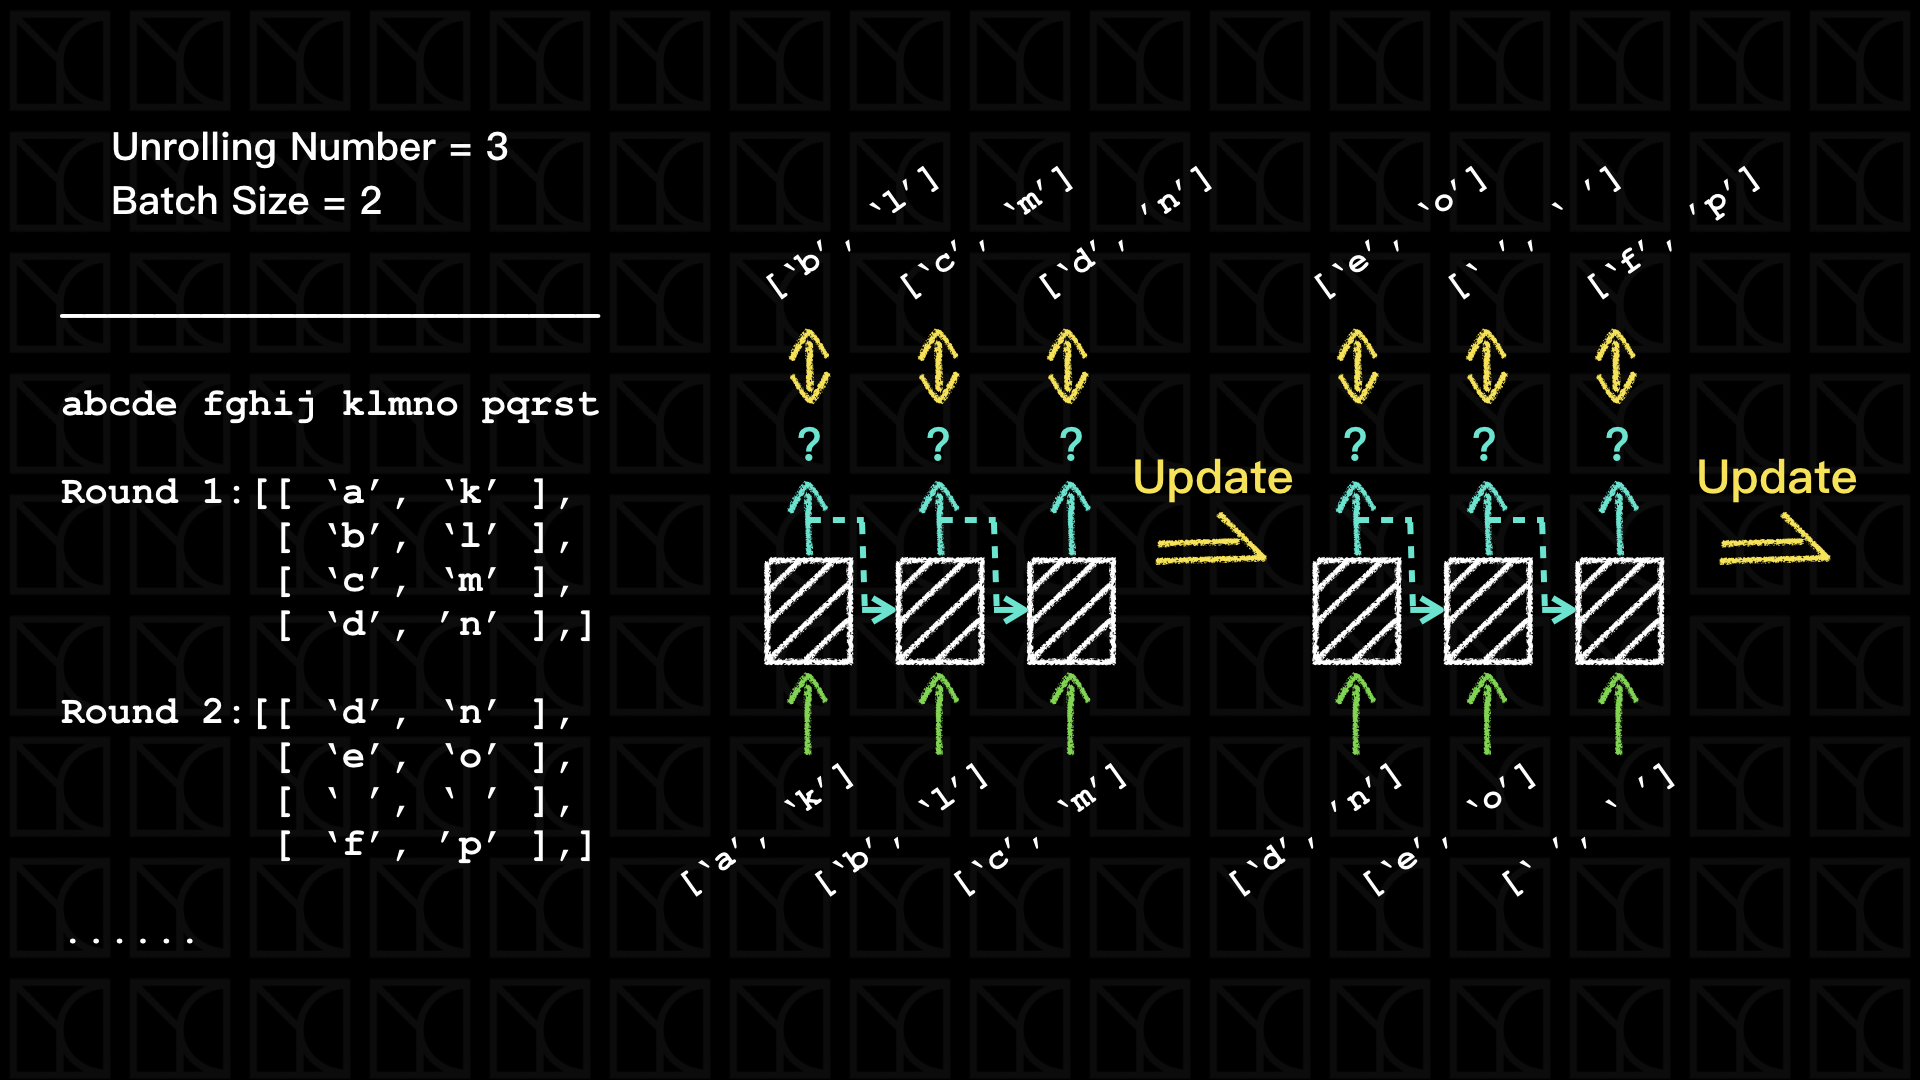 Unrolling Number = 3
Batch Size = 2
abcde fghij klmno pqrst
Round 1:[[ ‘a’, ‘k’ ],
[ ‘b’, ‘l’ ],
[ ‘c’, ‘m’ ],
[ ‘d’, ’n’ ],]
Round 2:[[ ‘d’, ‘n’ ],
[ ‘e’, ‘o’ ],
[ ‘ ’, ‘ ’ ],
[ ‘f’, ’p’ ],]
......
[‘b’, ‘l’]
[‘c’, ‘m’]
[‘d’, ’n’]
? ? ?
[‘a’, ‘k’]
[‘b’, ‘l’]
[‘c’, ‘m’]
Update
[‘e’, ‘o’]
[‘ ’, ‘ ’]
[‘f’, ’p’]
? ? ?
[‘d’, ’n’]
[‘e’, ‘o’]
[‘ ’, ‘ ’]
Update